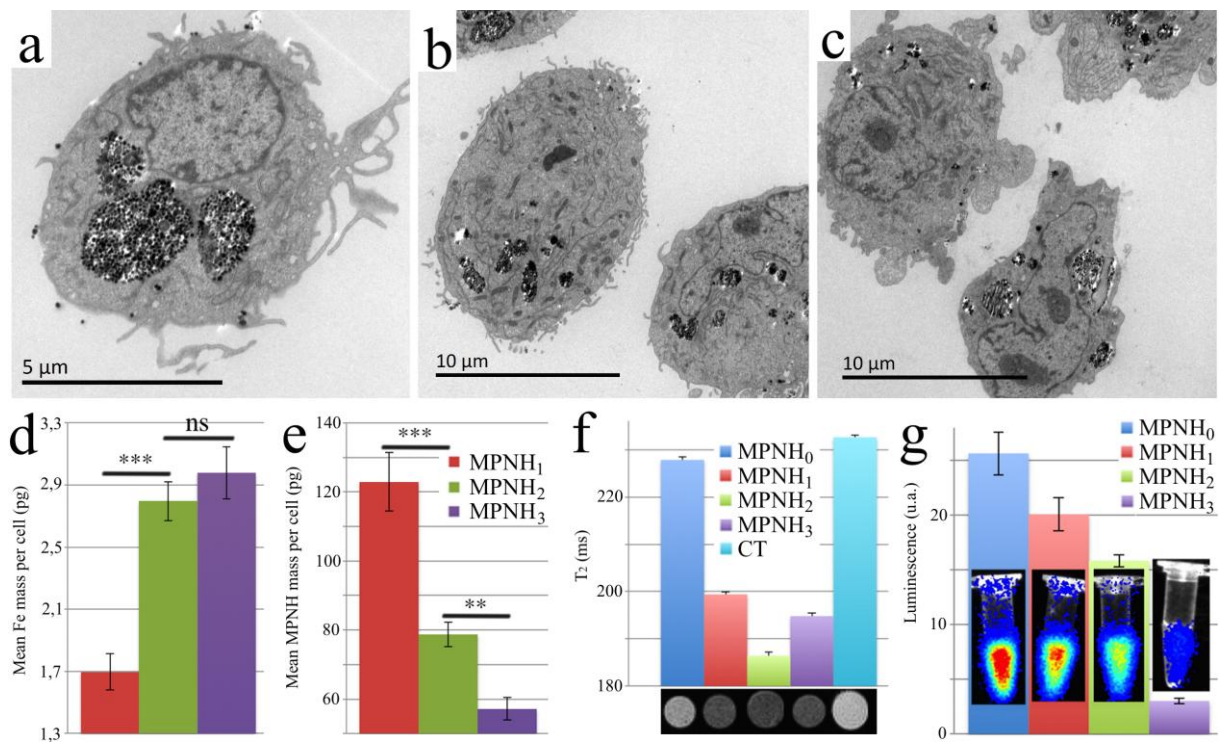 a
b
c
5 μm
10 μm
10 μm
d
Mean Fe mass per cell (pg)
3,3
2,9
2,5
2,1
1,7
1,3
***
ns
e
Mean MPNH mass per cell (pg)
140
120
100
80
60
***
**
MPNH1
MPNH2
MPNH3
f
T2 (ms)
220
200
180
MPNH0
MPNH1
MPNH2
MPNH3
CT
g
Luminescence (u.a.)
20
10
0
MPNH0
MPNH1
MPNH2
MPNH3